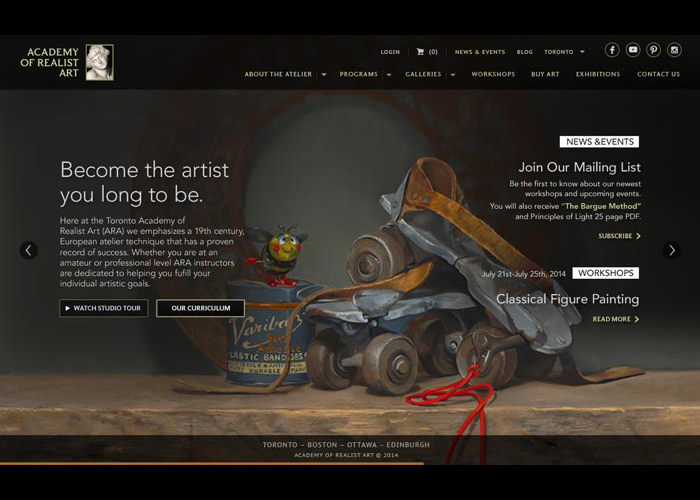 ACADEMY
OF REALIST
ART
LOGIN
(0)
NEWS & EVENTS
BLOG
TORONTO
ABOUT THE ATELIER
PROGRAMS
GALLERIES
WORKSHOPS
BUY ART
EXHIBITIONS
CONTACT US
Become the artist
you long to be.
Here at the Toronto Academy of
Realist Art (ARA) we emphasizes a 19th century,
European atelier technique that has a proven
record of success. Whether you are at an
amateur or professional level ARA instructors
are dedicated to helping you fufill your
individual artistic goals.
WATCH STUDIO TOUR
OUR CURRICULUM
NEWS &EVENTS
Join Our Mailing List
Be the first to know about our newest
workshops and upcoming events.
You will also receive “The Bargue Method”
and Principles of Light 25 page PDF.
SUBSCRIBE
July 21st-July 25th, 2014
WORKSHOPS
Classical Figure Painting
READ MORE
PLASTIC BANDAGES
TORONTO – BOSTON – OTTAWA – EDINBURGH
ACADEMY OF REALIST ART © 2014